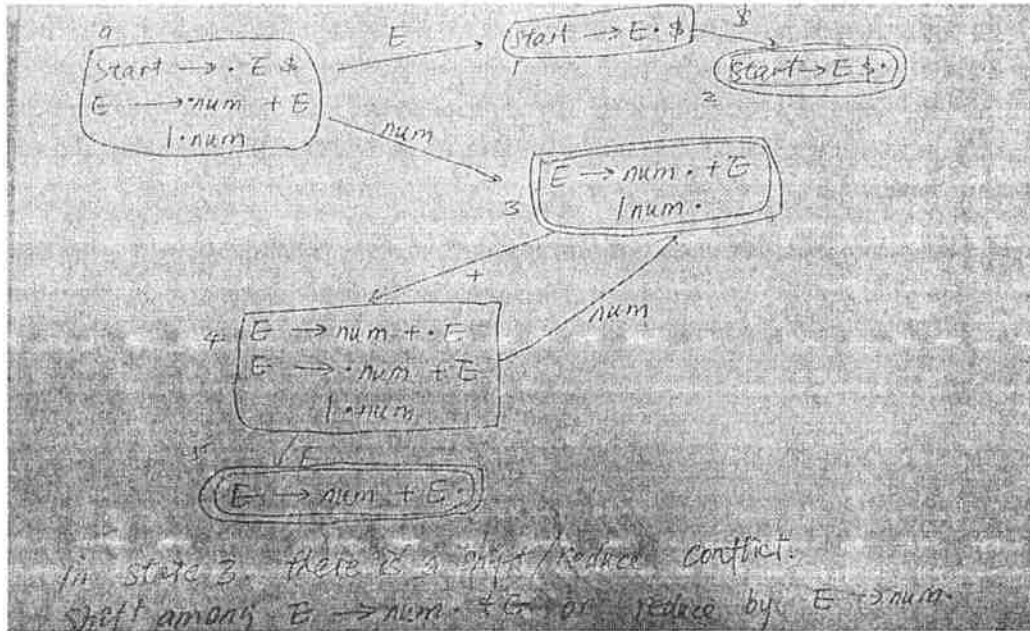 a
start → · E $
E → ·num + E
| ·num
E
start → E · $
1
$
start → E $ ·
2
num
E → num · + E
| num ·
3
+
num
4
E → num + · E
E → ·num + E
| ·num
5
E
E → num + E ·
In state 3. there is a shift/reduce conflict.
shift among E → num · + E or reduce by E → num ·